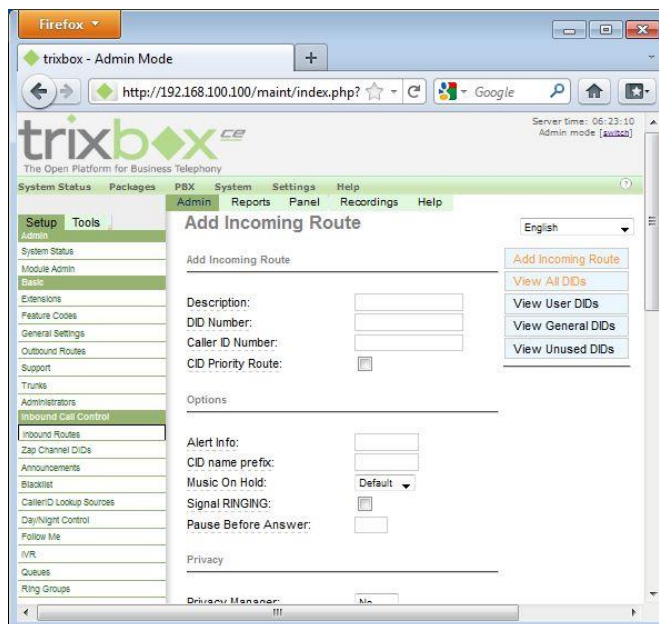 Firefox
trixbox - Admin Mode
http://192.168.100.100/maint/index.php?
Google
trixbox ce
The Open Platform for Business Telephony
Server time: 06:23:10
Admin mode [switch]
System Status Packages PBX System Settings Help
Admin Reports Panel Recordings Help
Setup Tools
Admin
System Status
Module Admin
Basic
Extensions
Feature Codes
General Settings
Outbound Routes
Support
Trunks
Administrators
Inbound Call Control
Inbound Routes
Zap Channel DIDs
Announcements
Blacklist
CallerID Lookup Sources
Day/Night Control
Follow Me
IVR
Queues
Ring Groups
Add Incoming Route
English
Add Incoming Route
Description:
DID Number:
Caller ID Number:
CID Priority Route:
Options
Alert Info:
CID name prefix:
Music On Hold: Default
Signal RINGING:
Pause Before Answer:
Privacy
Privacy Manager: No
Add Incoming Route
View All DIDs
View User DIDs
View General DIDs
View Unused DIDs